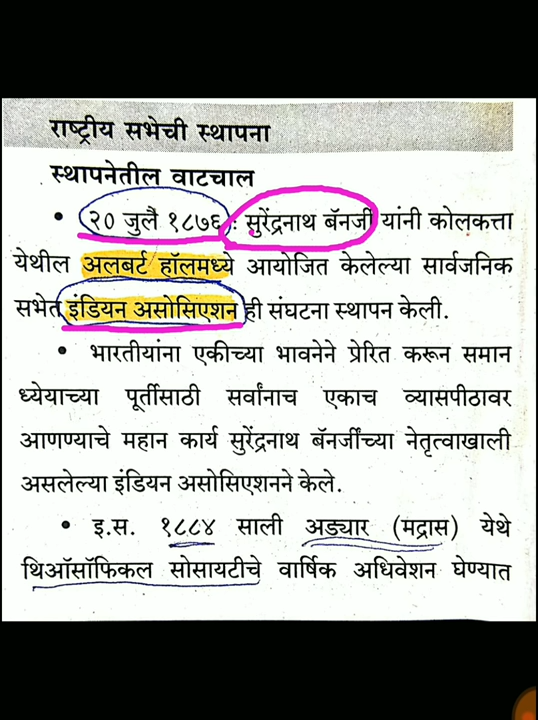 राष्ट्रीय सभेची स्थापना
स्थापनेतील वाटचाल
• २० जुलै १८७६ : सुरेंद्रनाथ बॅनर्जी यांनी कोलकत्ता
येथील अलबर्ट हॉलमध्ये आयोजित केलेल्या सार्वजनिक
सभेत इंडियन असोसिएशन ही संघटना स्थापन केली.
• भारतीयांना एकीच्या भावनेने प्रेरित करून समान
ध्येयाच्या पूर्तीसाठी सर्वांनाच एकाच व्यासपीठावर
आणण्याचे महान कार्य सुरेंद्रनाथ बॅनर्जींच्या नेतृत्वाखाली
असलेल्या इंडियन असोसिएशनने केले.
• इ.स. १८८४ साली अड्यार (मद्रास) येथे
थिऑसॉफिकल सोसायटीचे वार्षिक अधिवेशन घेण्यात